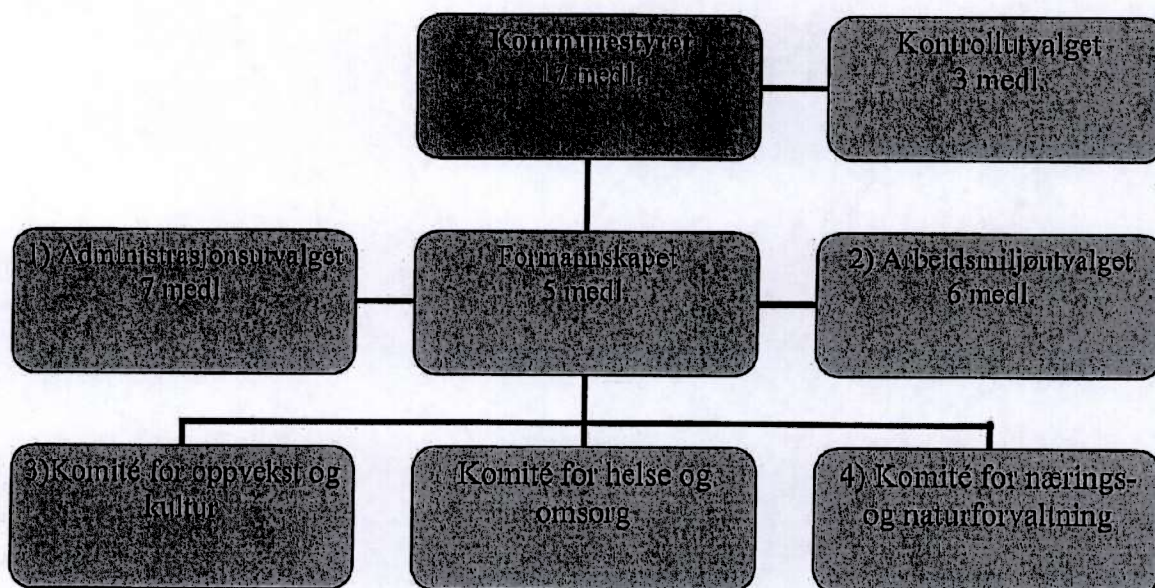 Kommunestyret
17 medl.
Kontrollutvalget
3 medl.
1) Administrasjonsutvalget
7 medl
Formannskapet
5 medl.
2) Arbeidsmiljøutvalget
6 medl.
3)Komité for oppvekst og
kultur
Komité for helse og
omsorg
4) Komité for nærings-
og naturforvaltning